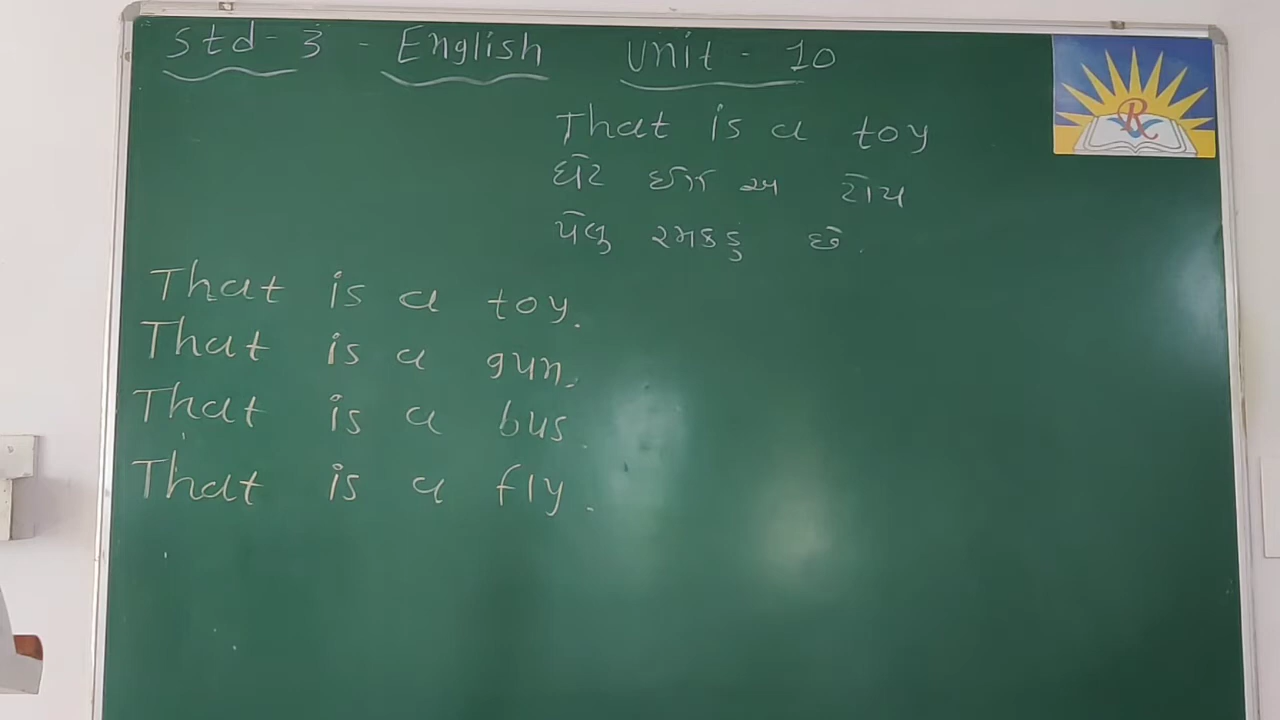 Std - 3 - English Unit - 10
That is a toy
ધેટ ઈઝ અ ટોય
પેલુ રમકડુ છે.
That is a toy.
That is a gun.
That is a bus.
That is a fly.
R